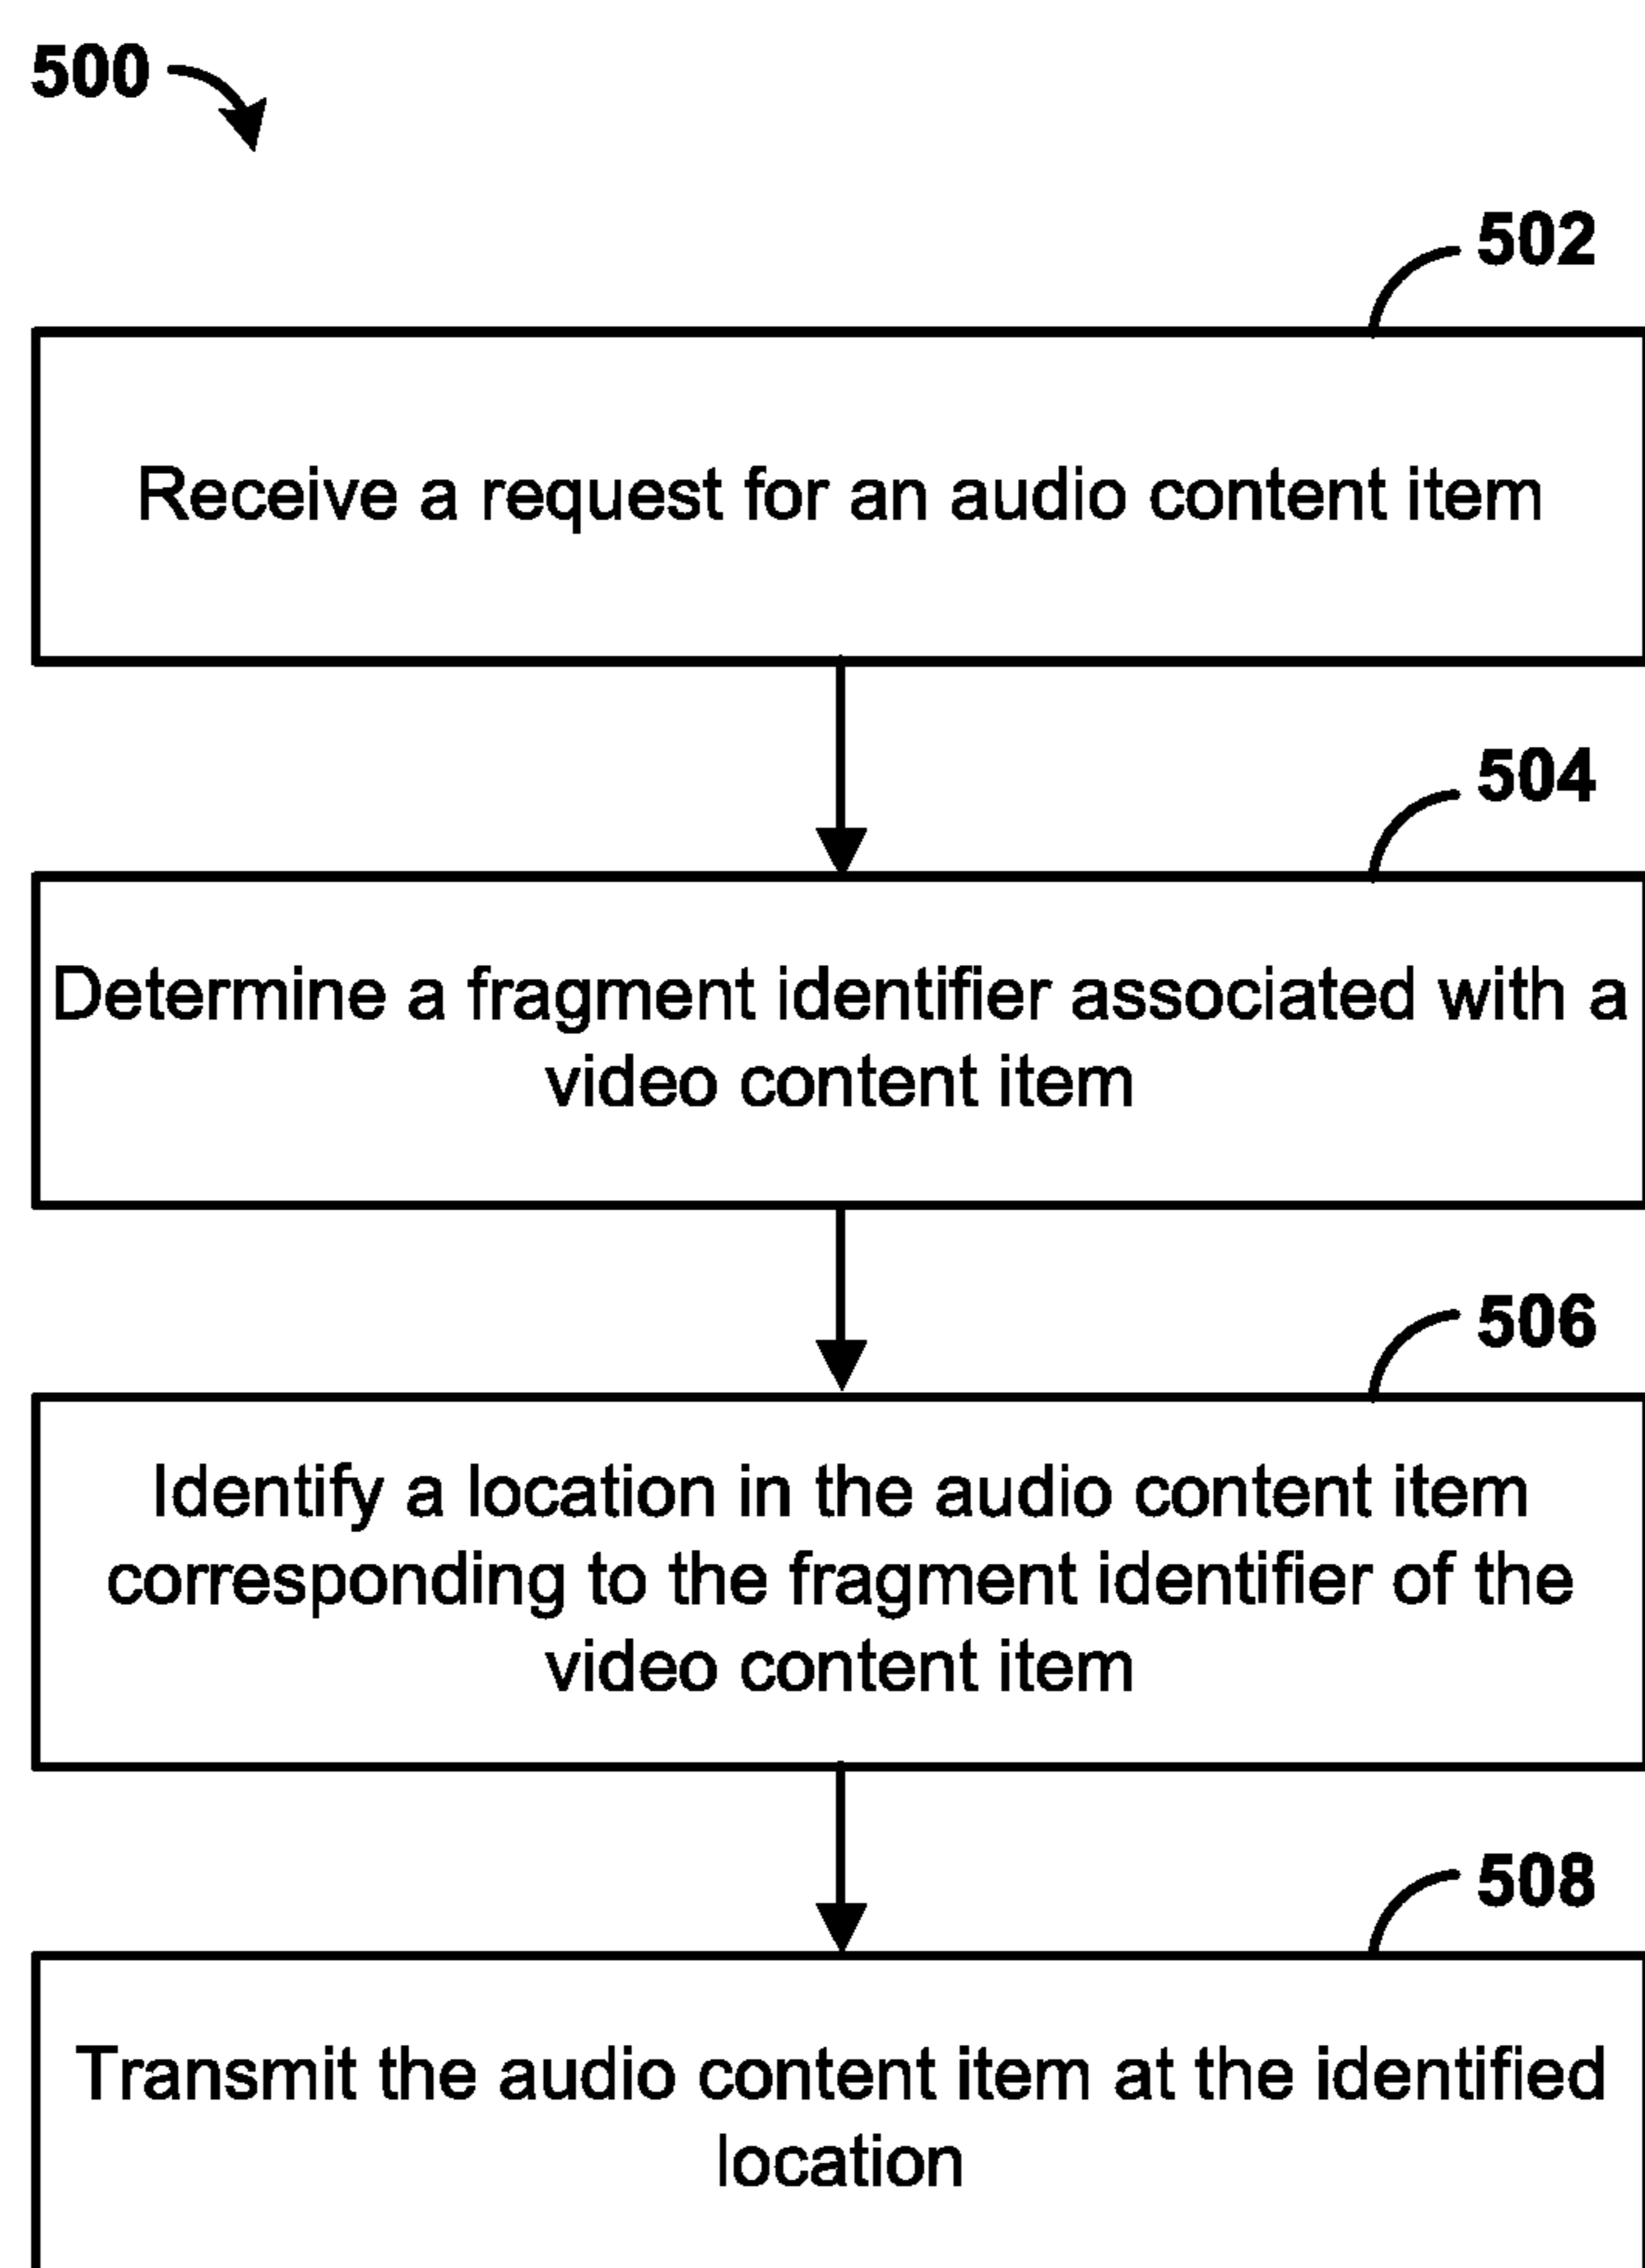 500
502
Receive a request for an audio content item
504
Determine a fragment identifier associated with a
video content item
506
Identify a location in the audio content item
corresponding to the fragment identifier of the
video content item
508
Transmit the audio content item at the identified
location